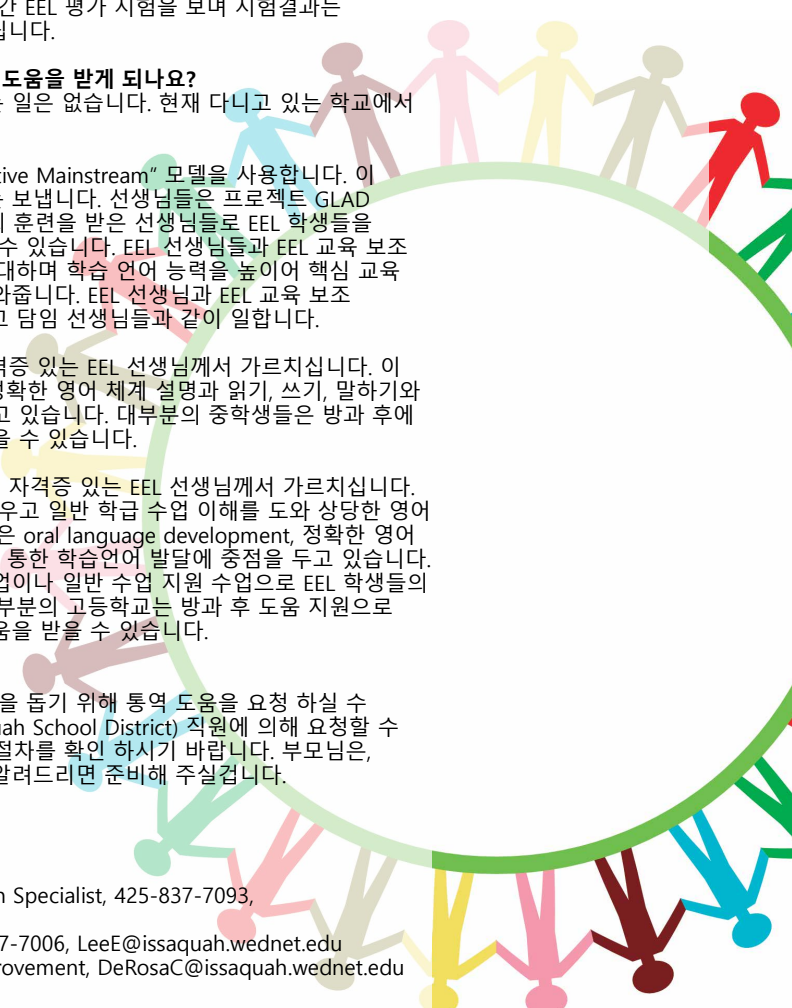 간 EEL 평가 시험을 보며 시험결과는
됩니다.
도움을 받게 되나요?
는 일은 없습니다. 현재 다니고 있는 학교에서
tive Mainstream" 모델을 사용합니다. 이
는 보냅니다. 선생님들은 프로젝트 GLAD
의 훈련을 받은 선생님들로 EEL 학생들을
수 있습니다. EEL 선생님들과 EEL 교육 보조
대하며 학습 언어 능력을 높이어 핵심 교육
와줍니다. EEL 선생님과 EEL 교육 보조
고 담임 선생님들과 같이 일합니다.
격증 있는 EEL 선생님께서 가르치십니다. 이
정확한 영어 체계 설명과 읽기, 쓰기, 말하기와
고 있습니다. 대부분의 중학생들은 방과 후에
을 수 있습니다.
자격증 있는 EEL 선생님께서 가르치십니다.
우고 일반 학급 수업 이해를 도와 상당한 영어
은 oral language development, 정확한 영어
통한 학습언어 발달에 중점을 두고 있습니다.
업이나 일반 수업 지원 수업으로 EEL 학생들의
부분의 고등학교는 방과 후 도움 지원으로
움을 받을 수 있습니다.
을 돕기 위해 통역 도움을 요청 하실 수
uah School District) 직원에 의해 요청할 수
절차를 확인 하시기 바랍니다. 부모님은,
알려드리면 준비해 주실겁니다.
n Specialist, 425-837-7093,
7-7006, LeeE@issaquah.wednet.edu
rovement, DeRosaC@issaquah.wednet.edu